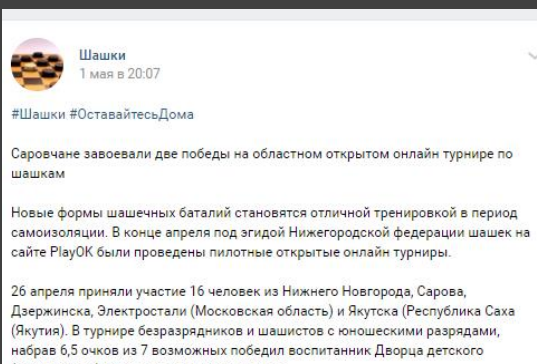 Шашки
1 мая в 20:07
#Шашки #ОставайтесьДома
Саровчане завоевали две победы на областном открытом онлайн турнире по
шашкам
Новые формы шашечных баталий становятся отличной тренировкой в период
самоизоляции. В конце апреля под эгидой Нижегородской федерации шашек на
сайте PlayOK были проведены пилотные открытые онлайн турниры.
26 апреля приняли участие 16 человек из Нижнего Новгорода, Сарова,
Дзержинска, Электростали (Московская область) и Якутска (Республика Саха
(Якутия). В турнире безразрядников и шашистов с юношескими разрядами,
набрав 6,5 очков из 7 возможных победил воспитанник Дворца детского